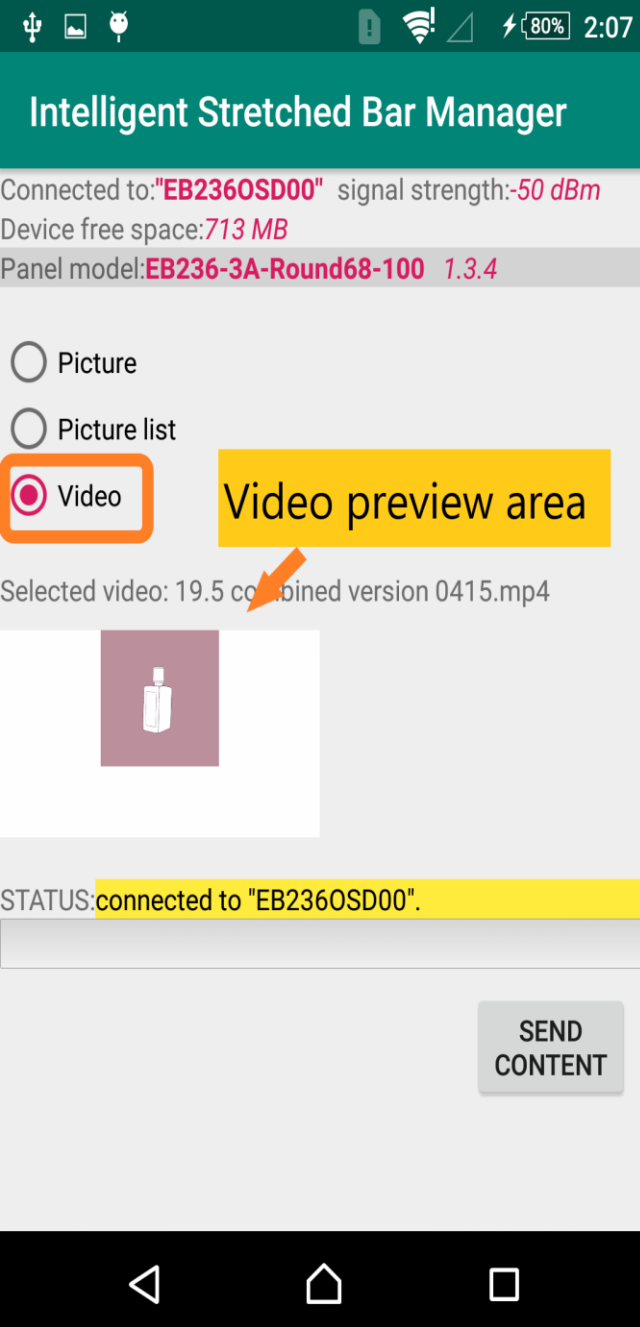 80% 2:07
Intelligent Stretched Bar Manager
Connected to:"EB236OSD00" signal strength:-50 dBm
Device free space:713 MB
Panel model:EB236-3A-Round68-100 1.3.4
Picture
Picture list
Video
Video preview area
Selected video: 19.5 combined version 0415.mp4
STATUS:connected to "EB236OSD00".
SEND
CONTENT